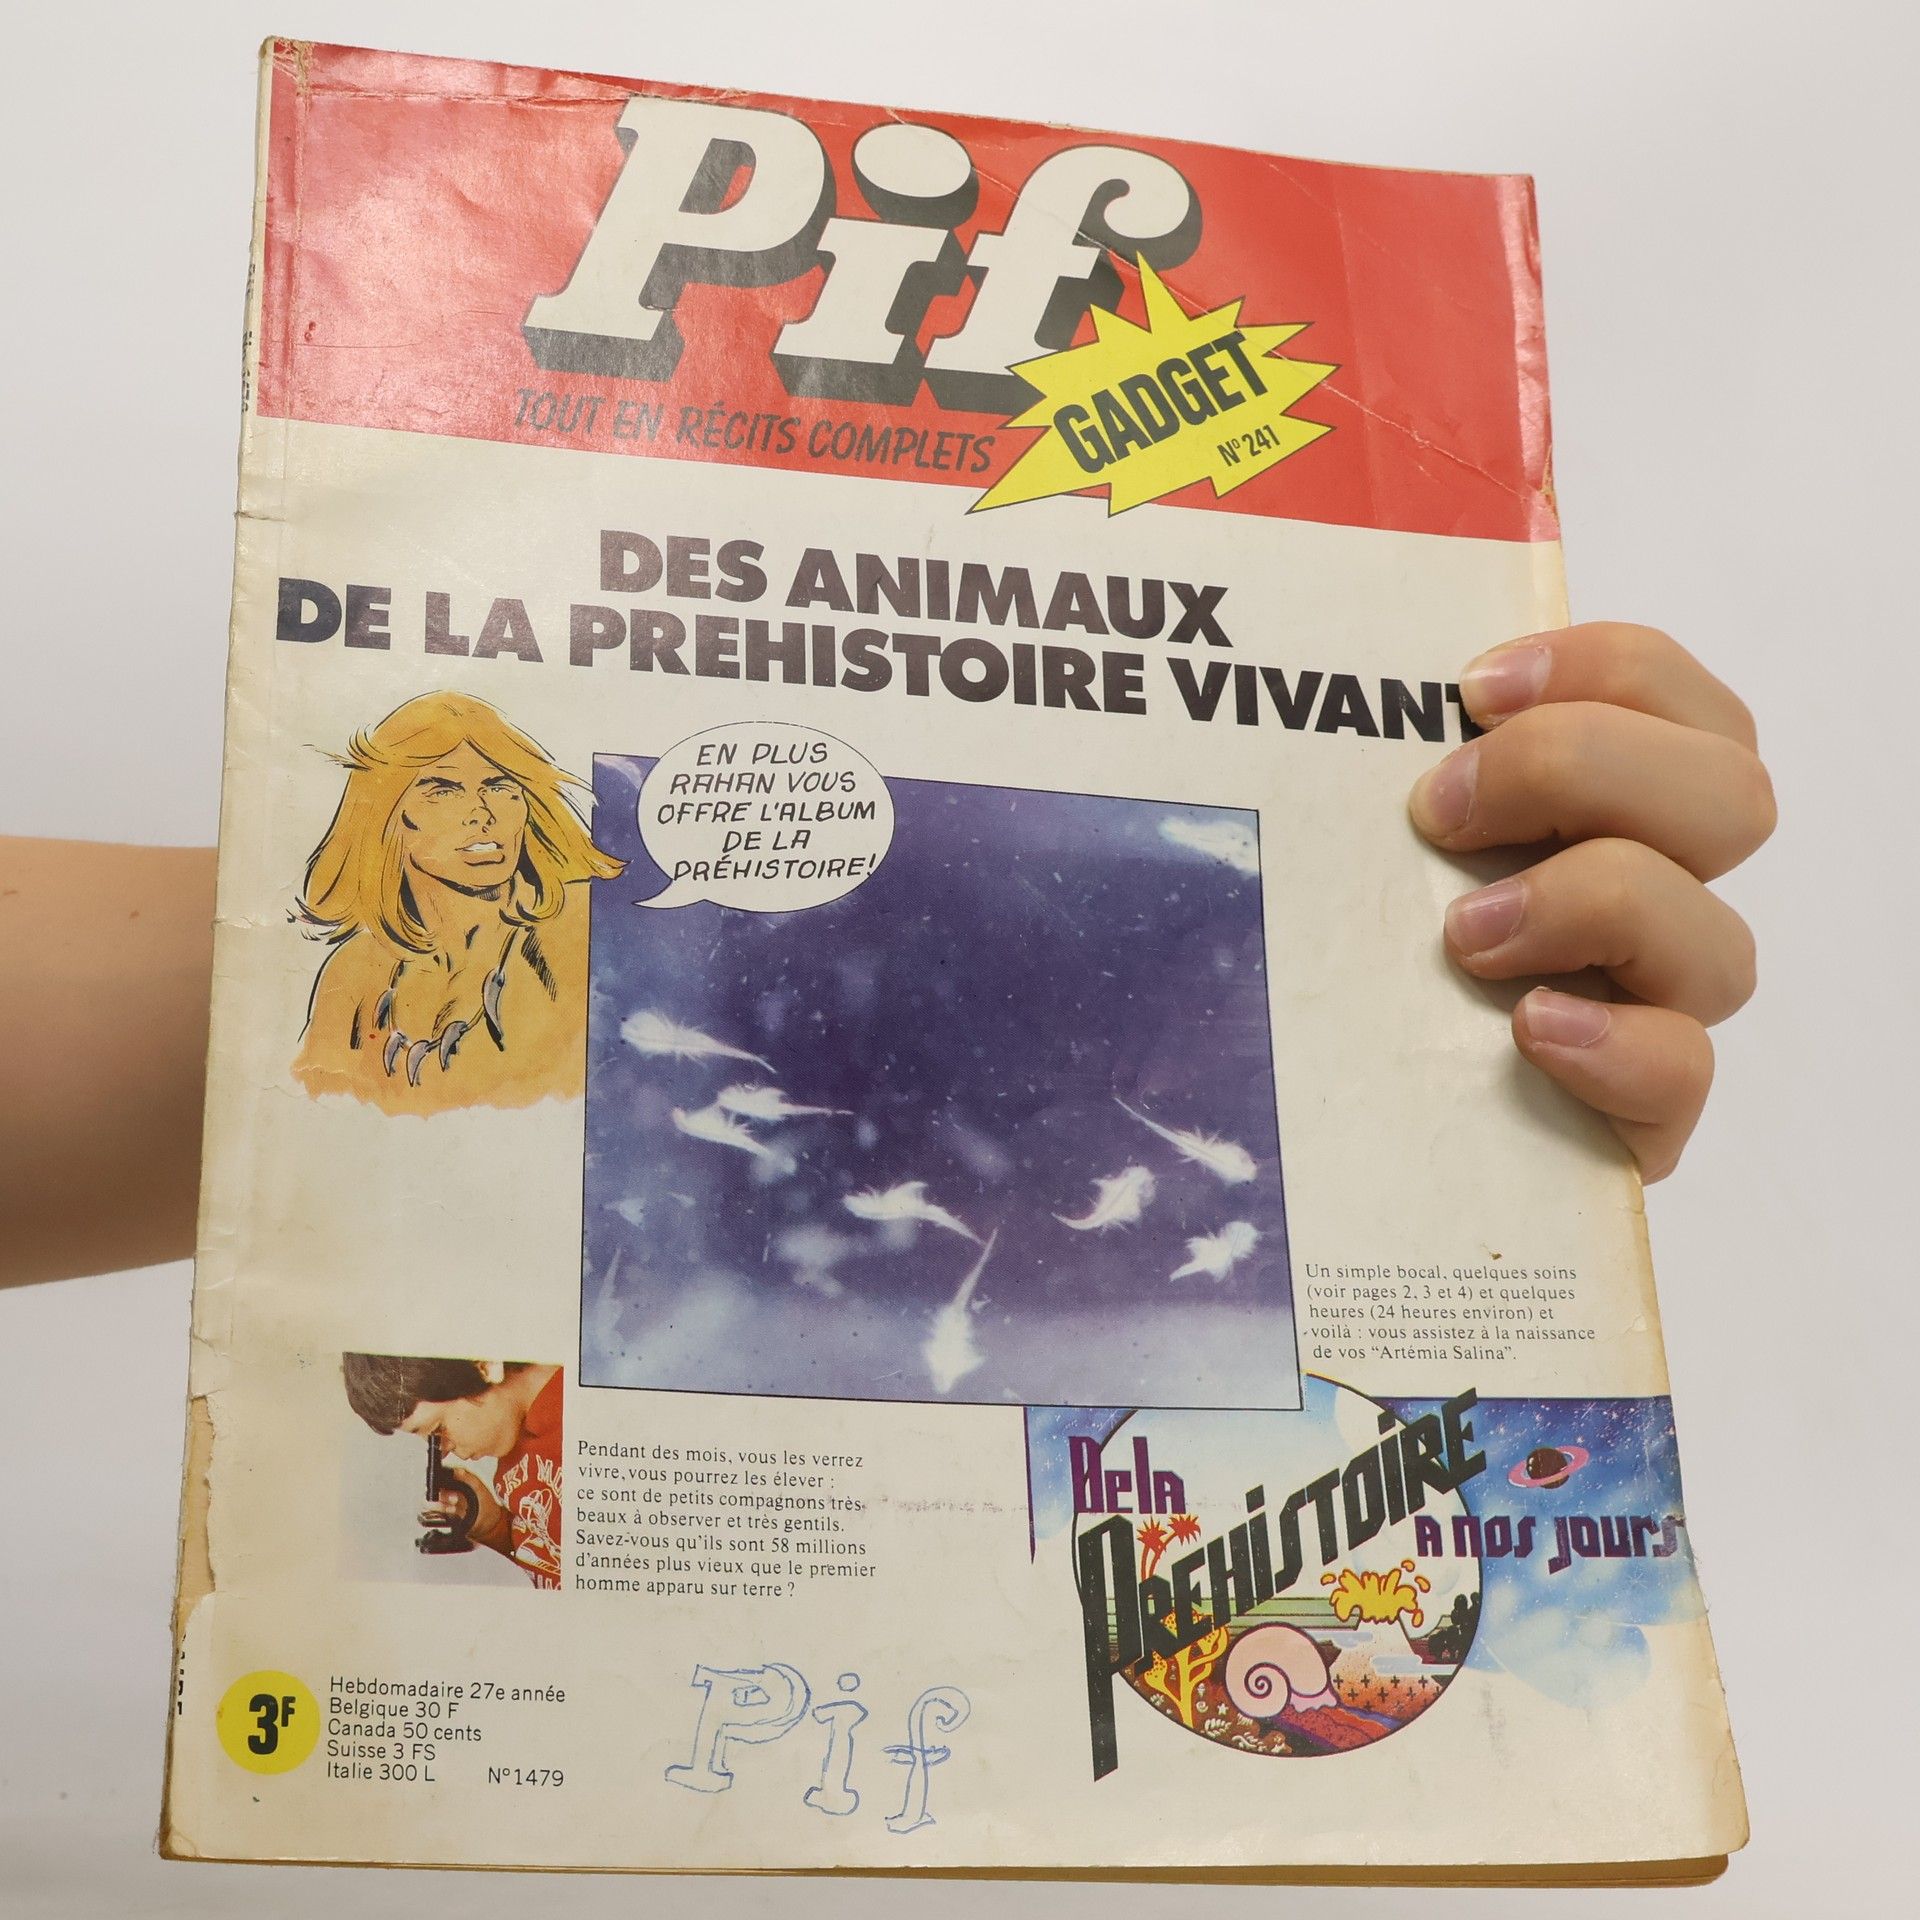 Pif
GADGET
N° 241
TOUT EN RÉCITS COMPLETS
DES ANIMAUX
DE LA PREHISTOIRE VIVANT
EN PLUS
RAHAN VOUS
OFFRE L'ALBUM
DE LA
PRÉHISTOIRE!
Un simple bocal, quelques soins
(voir pages 2, 3 et 4) et quelques
heures (24 heures environ) et
voilà : vous assistez à la naissance
de vos "Artémia Salina".
Pendant des mois, vous les verrez
vivre, vous pourrez les élever :
ce sont de petits compagnons très
beaux à observer et très gentils.
Savez-vous qu'ils sont 58 millions
d'années plus vieux que le premier
homme apparu sur terre ?
De la
PREHISTOIRE
A NOS JOURS
3F
Hebdomadaire 27e année
Belgique 30 F
Canada 50 cents
Suisse 3 FS
Italie 300 L N° 1479
Pif